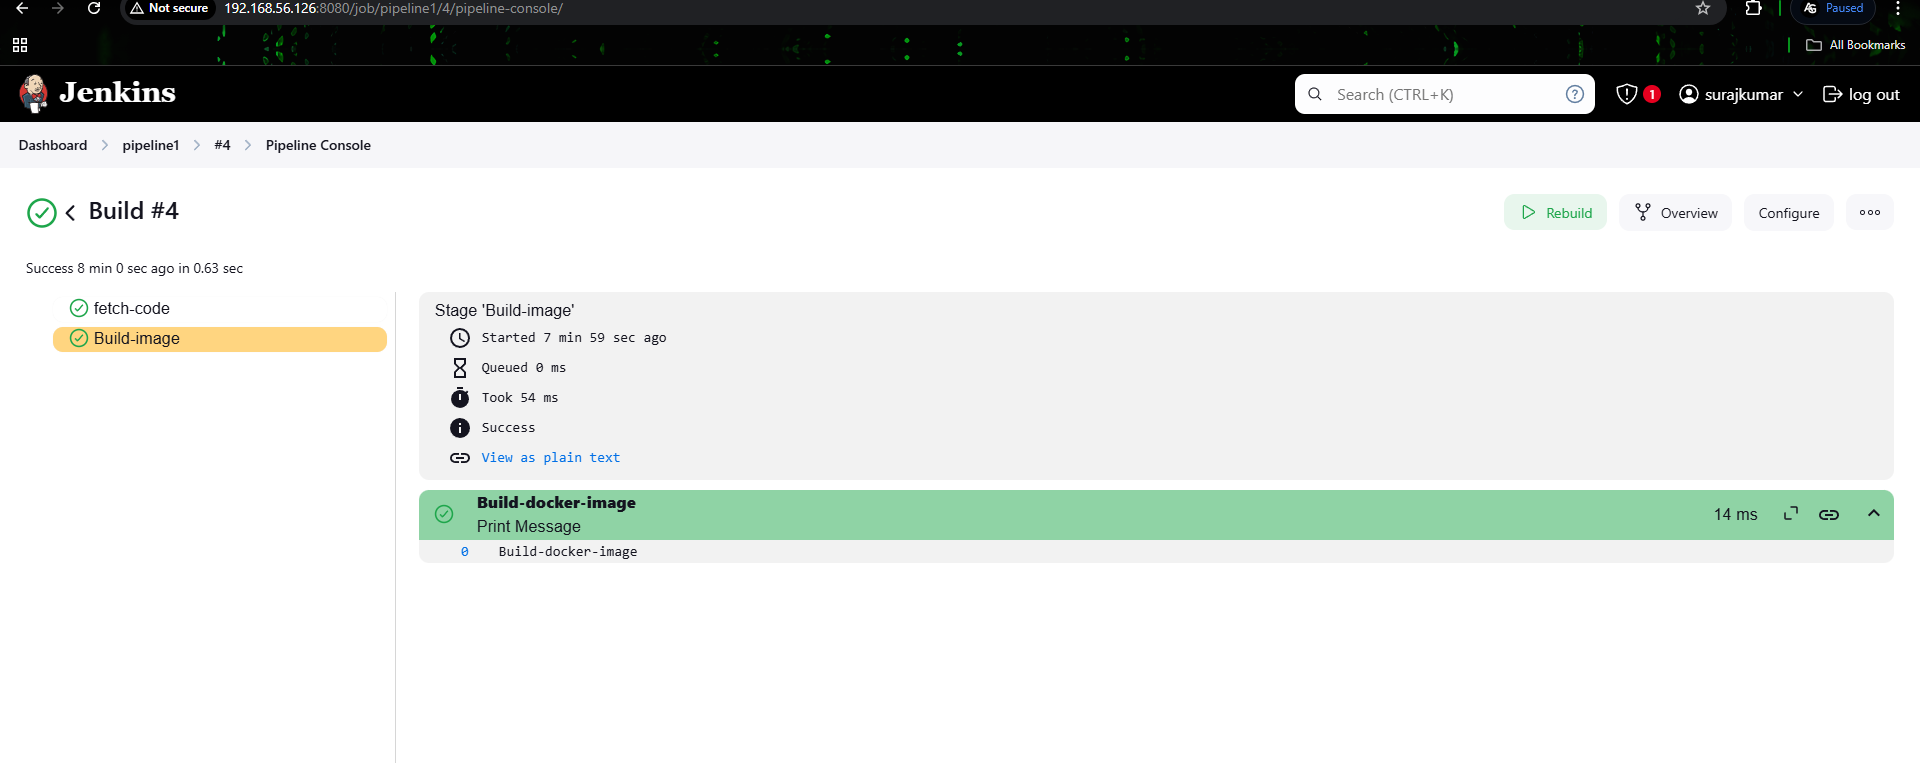 Not secure 192.168.56.126:8080/job/pipeline1/4/pipeline-console/
AG Paused
All Bookmarks
Jenkins
Search (CTRL+K)
?
1
surajkumar
log out
Dashboard > pipeline1 > #4 > Pipeline Console
Build #4
Rebuild
Overview
Configure
Success 8 min 0 sec ago in 0.63 sec
fetch-code
Build-image
Stage 'Build-image'
Started 7 min 59 sec ago
Queued 0 ms
Took 54 ms
Success
View as plain text
Build-docker-image
Print Message
14 ms
0 Build-docker-image